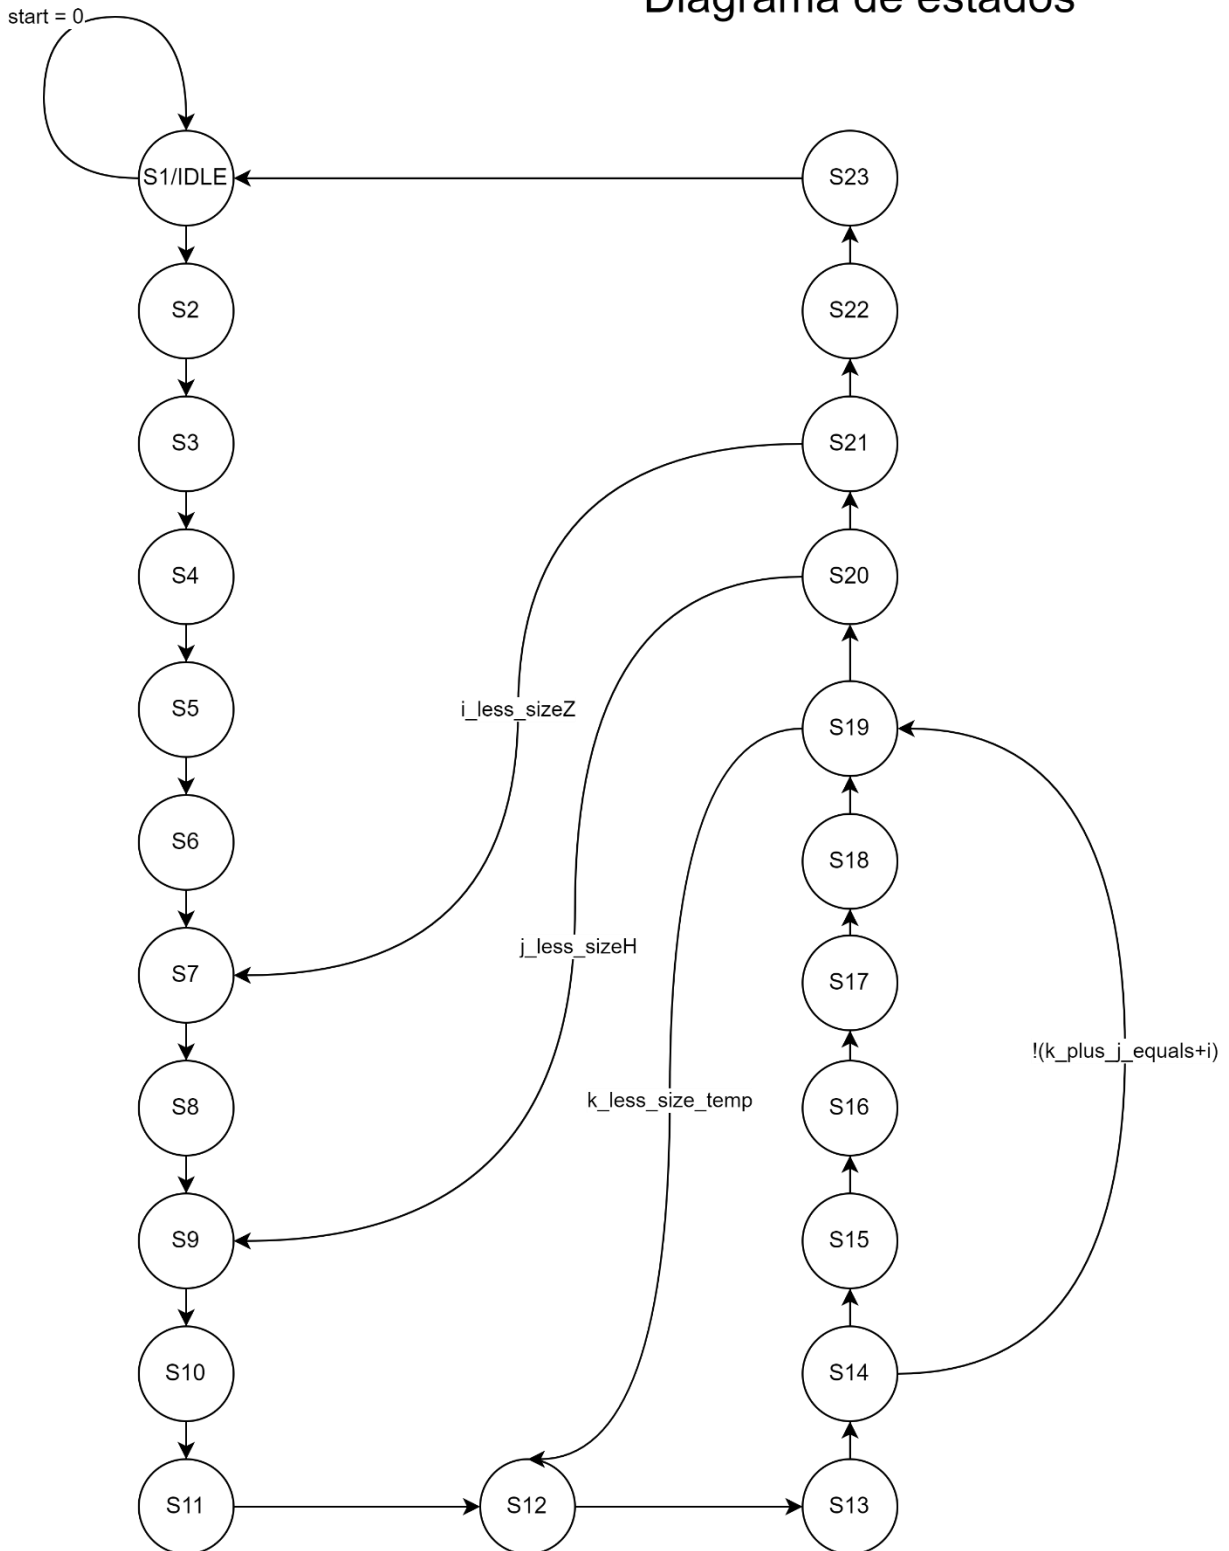 Diagrama de estados
start = 0
S1/IDLE
S23
S2
S22
S3
S21
S4
S20
S5
i_less_sizeZ
S19
S6
S18
S7
j_less_sizeH
S17
!(k_plus_j_equals+i)
k_less_size_temp
S8
S16
S9
S15
S10
S14
S11
S12
S13